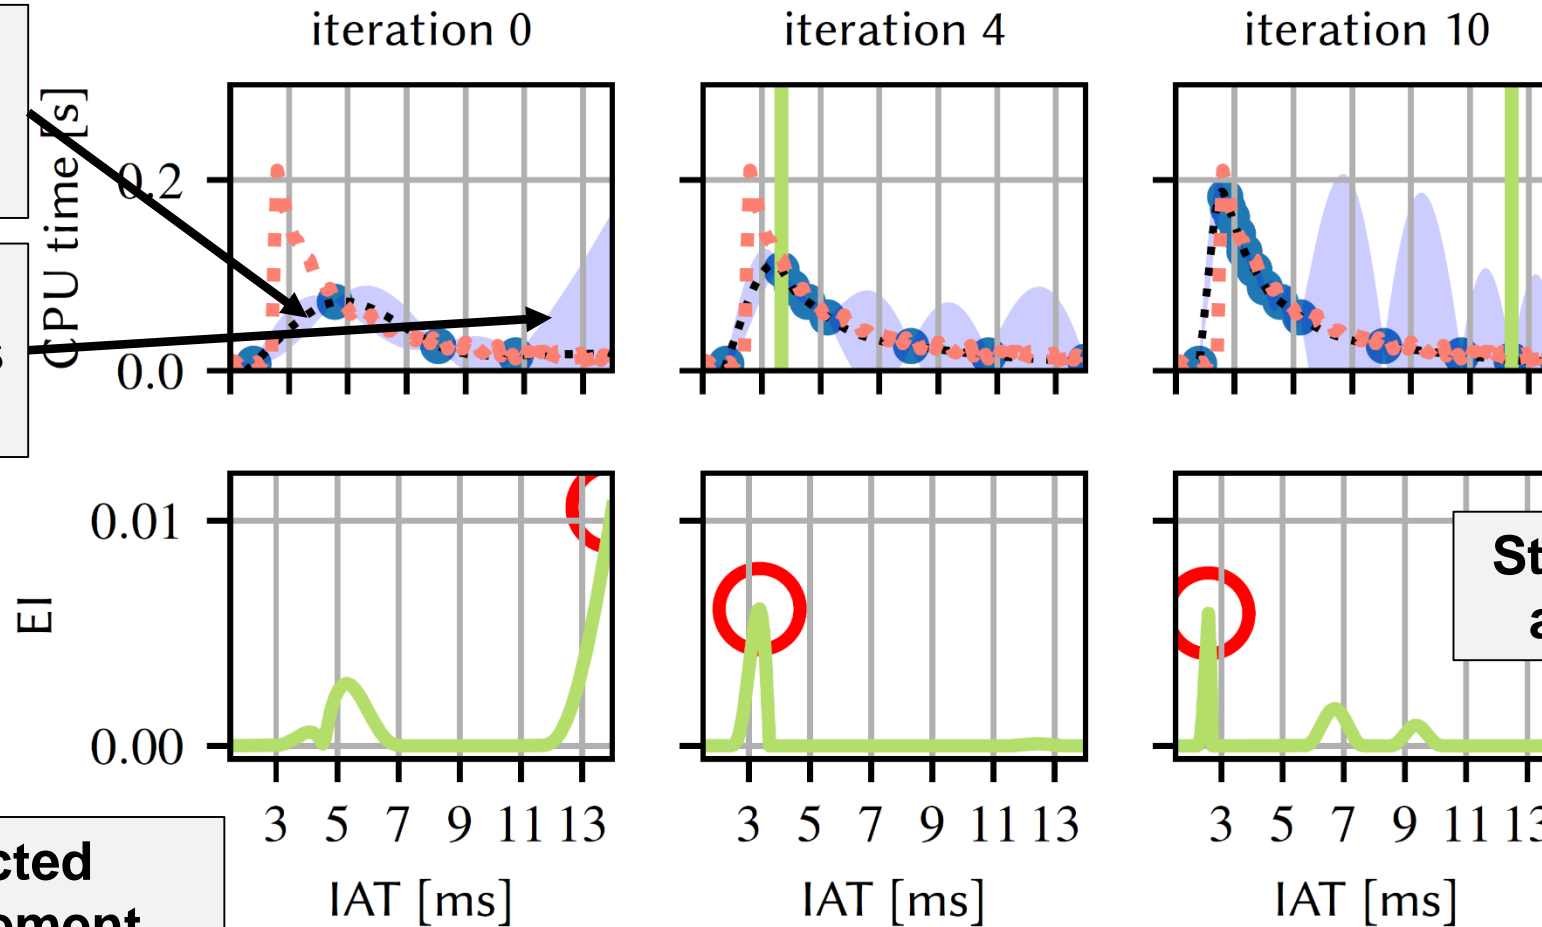 iteration 0
iteration 4
iteration 10
CPU time [s]
0.2
0.0
s
EI
0.01
0.00
St
a
3 5 7 9 11 13
3 5 7 9 11 13
3 5 7 9 11 13
IAT [ms]
IAT [ms]
IAT [ms]
cted
ement